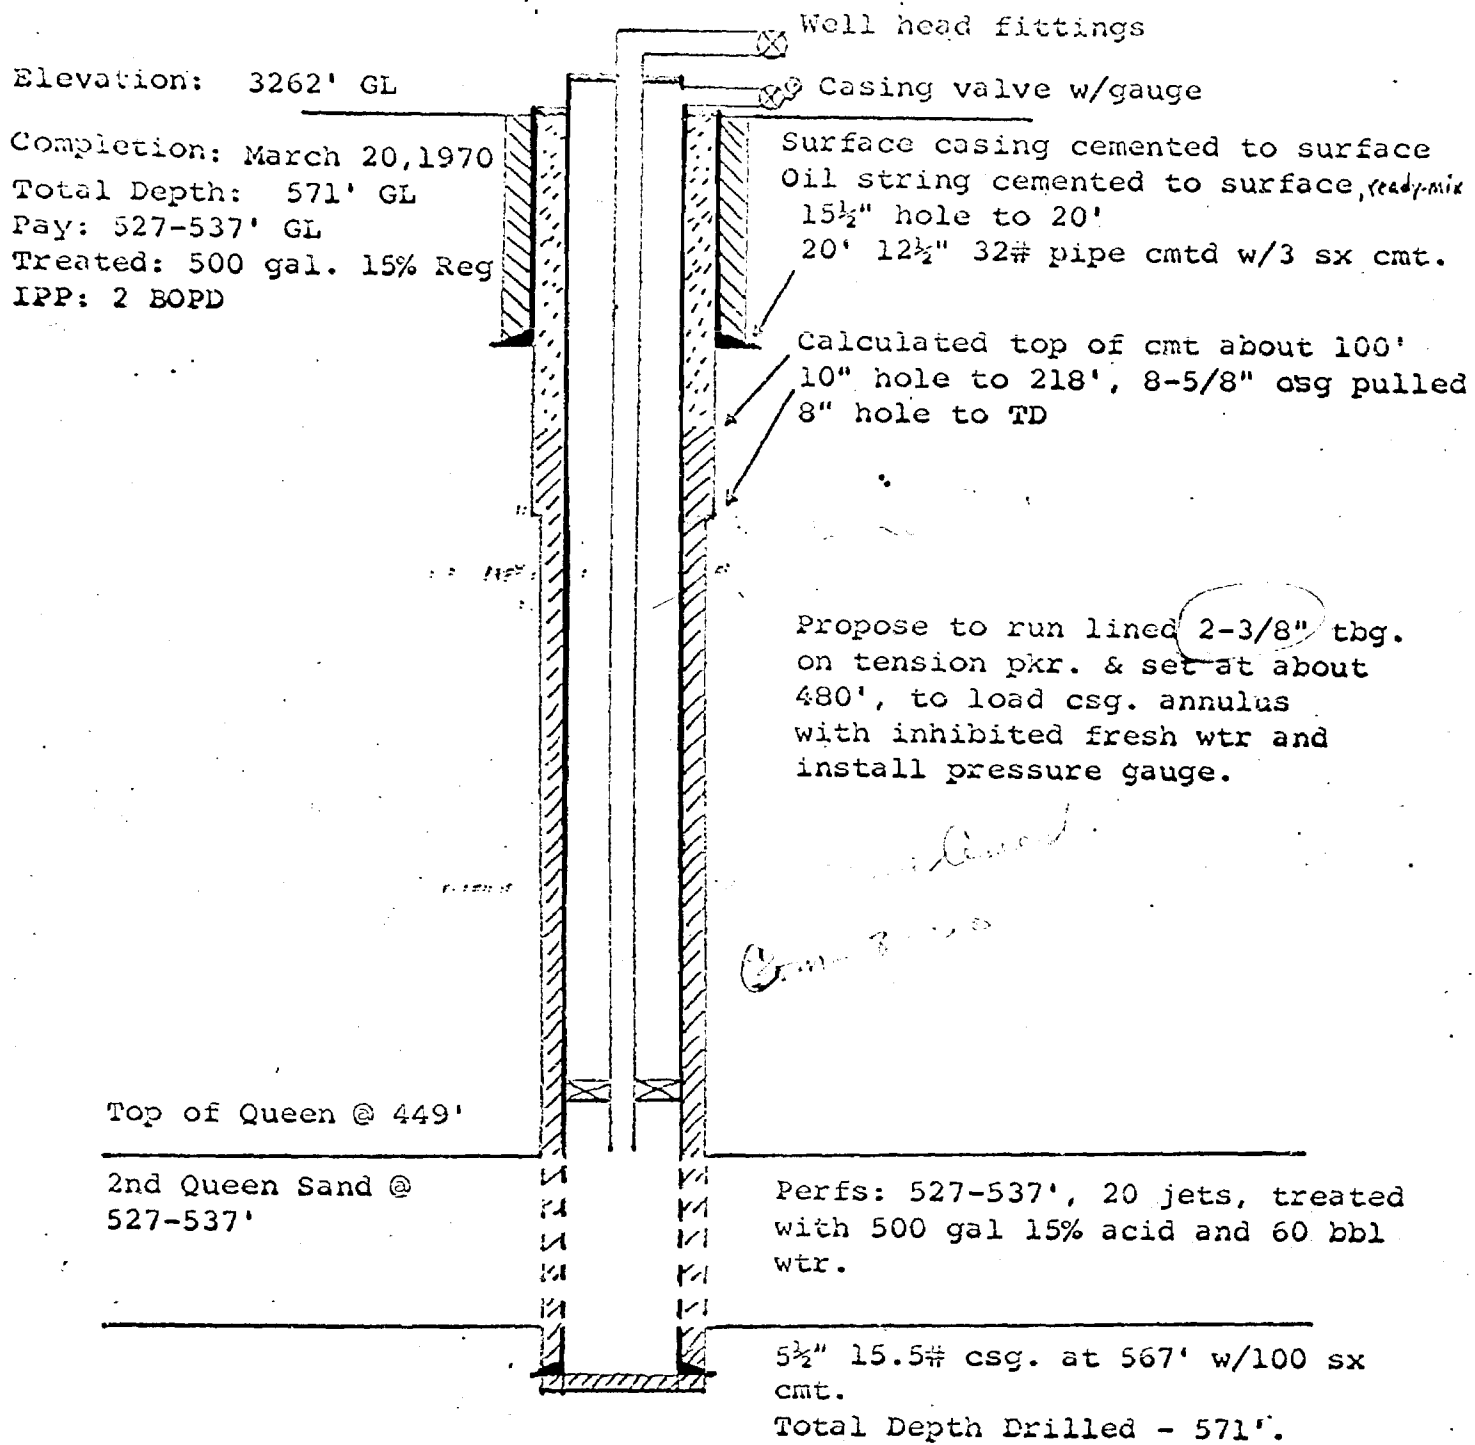 Well head fittings
Elevation: 3262' GL
Casing valve w/gauge
Completion: March 20,1970
Total Depth: 571' GL
Pay: 527-537' GL
Treated: 500 gal. 15% Reg
IPP: 2 BOPD
Surface casing cemented to surface
Oil string cemented to surface, ready-mix
15½" hole to 20'
20' 12½" 32# pipe cmtd w/3 sx cmt.
Calculated top of cmt about 100'
10" hole to 218', 8-5/8" csg pulled
8" hole to TD
Propose to run lined 2-3/8" tbg.
on tension pkr. & set at about
480', to load csg. annulus
with inhibited fresh wtr and
install pressure gauge.
Top of Queen @ 449'
2nd Queen Sand @
527-537'
Perfs: 527-537', 20 jets, treated
with 500 gal 15% acid and 60 bbl
wtr.
5½" 15.5# csg. at 567' w/100 sx
cmt.
Total Depth Drilled - 571'.